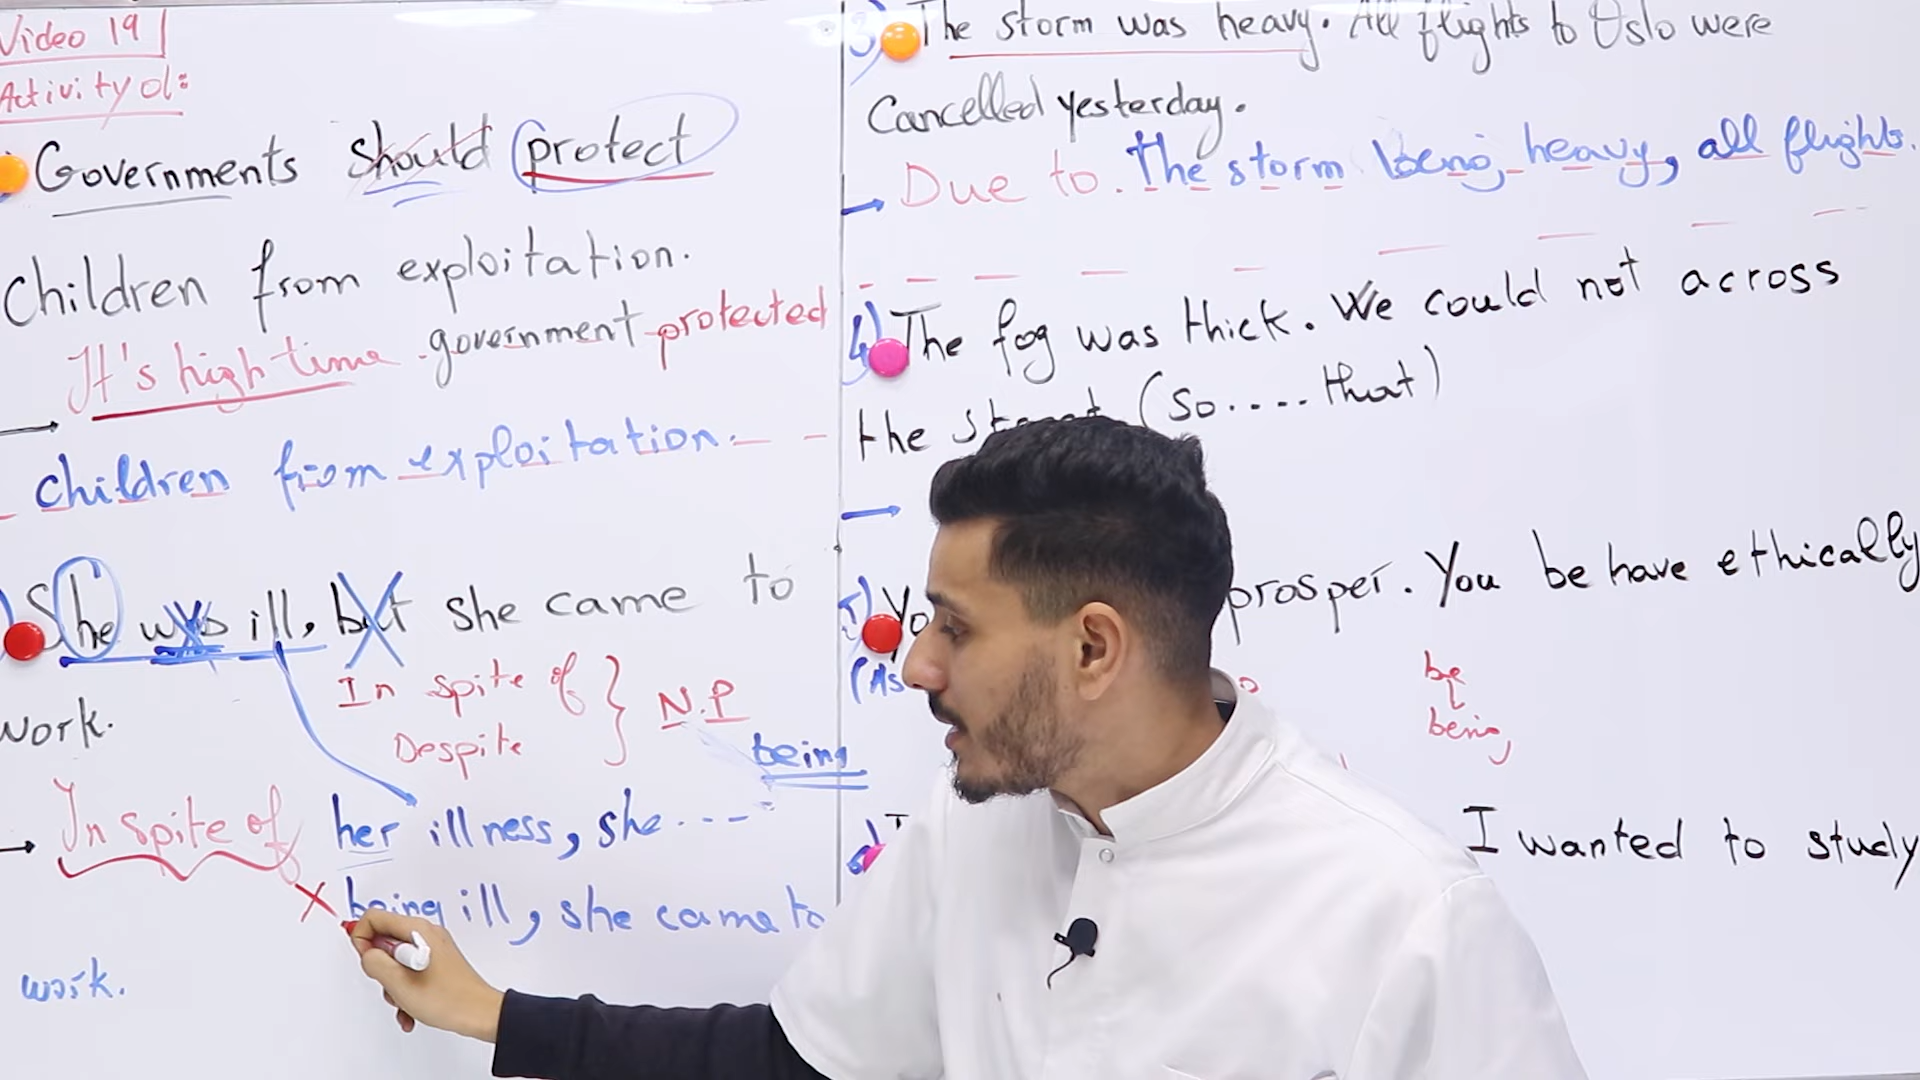 Video 19
Activity 01:
Governments should protect
Children from exploitation.
It's high time government protected
children from exploitation.
She was ill, but she came to
work.
In spite of
Despite
N.P
being
In spite of her illness, she ----
being ill, she came to
work.
3) The storm was heavy. All flights to Oslo were
Cancelled yesterday.
Due to. The storm being heavy, all flights.
4) The fog was thick. We could not across
the (so.... that)
prosper. You be have ethically
(As
be
being
I wanted to study